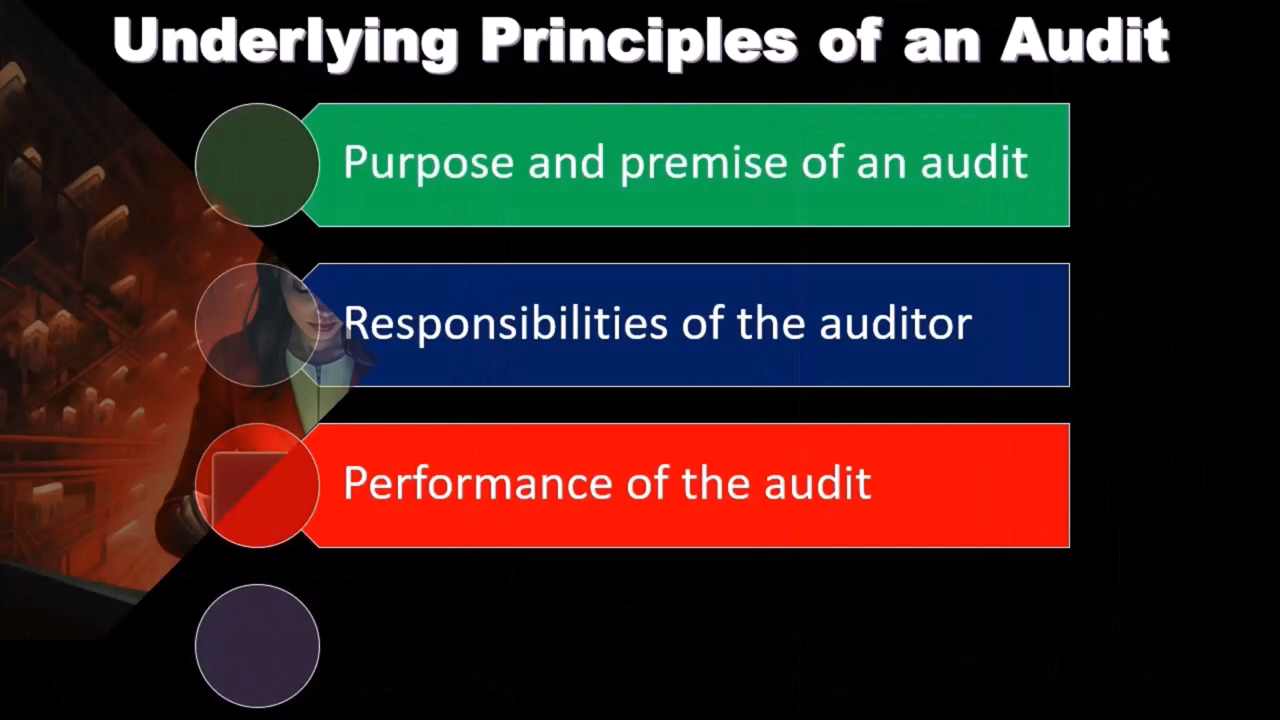 Underlying Principles of an Audit
Purpose and premise of an audit
Responsibilities of the auditor
Performance of the audit